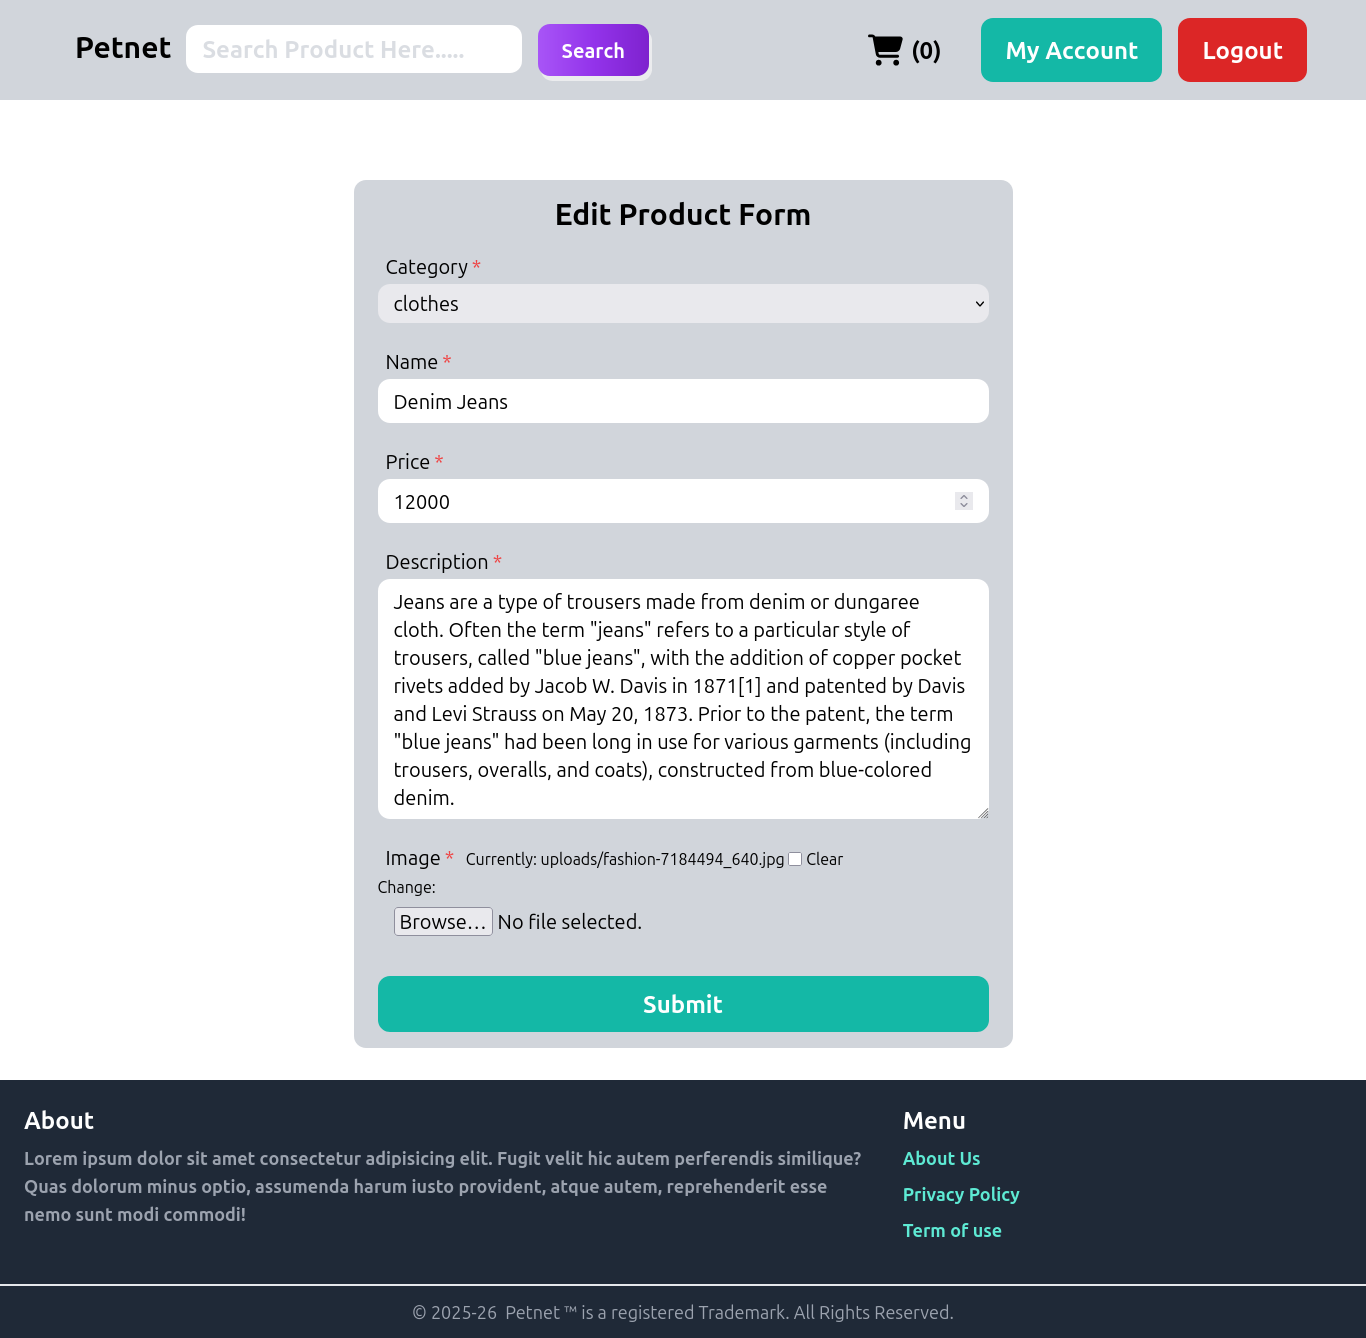 Petnet
Search Product Here.....
Search
(0)
My Account
Logout
Edit Product Form
Category *
clothes
Name *
Denim Jeans
Price *
12000
Description *
Jeans are a type of trousers made from denim or dungaree
cloth. Often the term "jeans" refers to a particular style of
trousers, called "blue jeans", with the addition of copper pocket
rivets added by Jacob W. Davis in 1871[1] and patented by Davis
and Levi Strauss on May 20, 1873. Prior to the patent, the term
"blue jeans" had been long in use for various garments (including
trousers, overalls, and coats), constructed from blue-colored
denim.
Image * Currently: uploads/fashion-7184494_640.jpg Clear
Change:
Browse... No file selected.
Submit
About
Lorem ipsum dolor sit amet consectetur adipisicing elit. Fugit velit hic autem perferendis similique?
Quas dolorum minus optio, assumenda harum iusto provident, atque autem, reprehenderit esse
nemo sunt modi commodi!
Menu
About Us
Privacy Policy
Term of use
© 2025-26 Petnet ™ is a registered Trademark. All Rights Reserved.